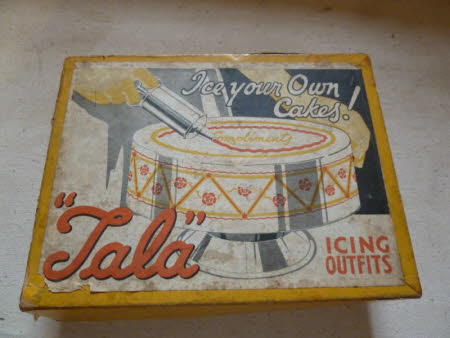 Ice your Own
Cakes!
Compliments
"Tala"
ICING
OUTFITS